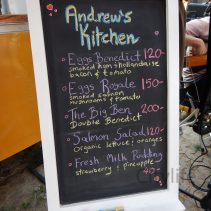 Andrew's
Kitchen
Eggs Benedict 120-
smoked ham + hollandaise
bacon & tomato
Eggs Royale 150-
smoked salmon
mushrooms & tomato
The Big Ben 200-
Double Benedict
Salmon Salad 120-
organic lettuce & oranges
Fresh Milk Pudding
strawberry & pineapple 40-